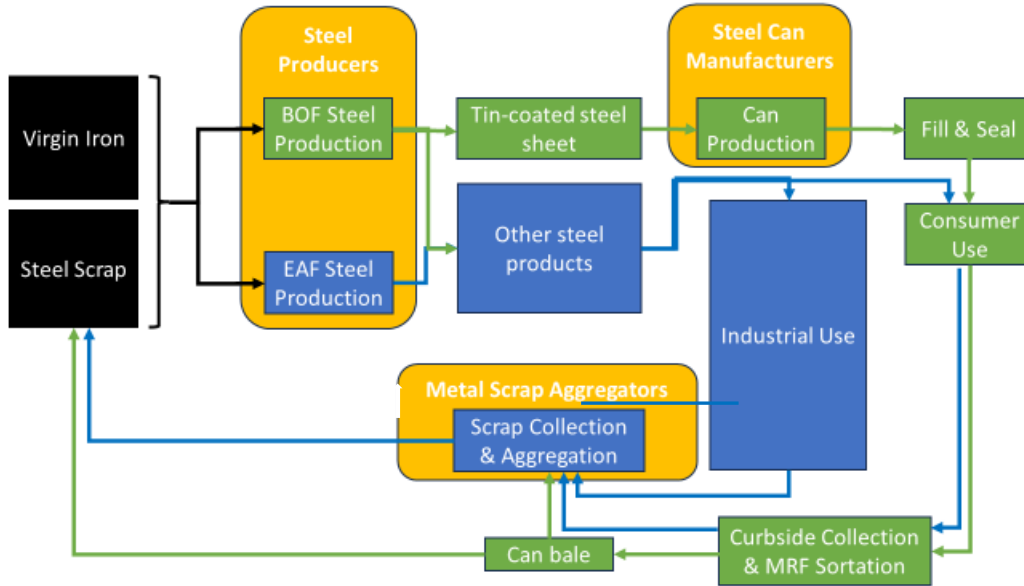 Steel
Producers
Steel Can
Manufacturers
Virgin Iron
BOF Steel
Production
Tin-coated steel
sheet
Can
Production
Fill & Seal
Steel Scrap
EAF Steel
Production
Other steel
products
Consumer
Use
Industrial Use
Metal Scrap Aggregators
Scrap Collection
& Aggregation
Can bale
Curbside Collection
& MRF Sortation